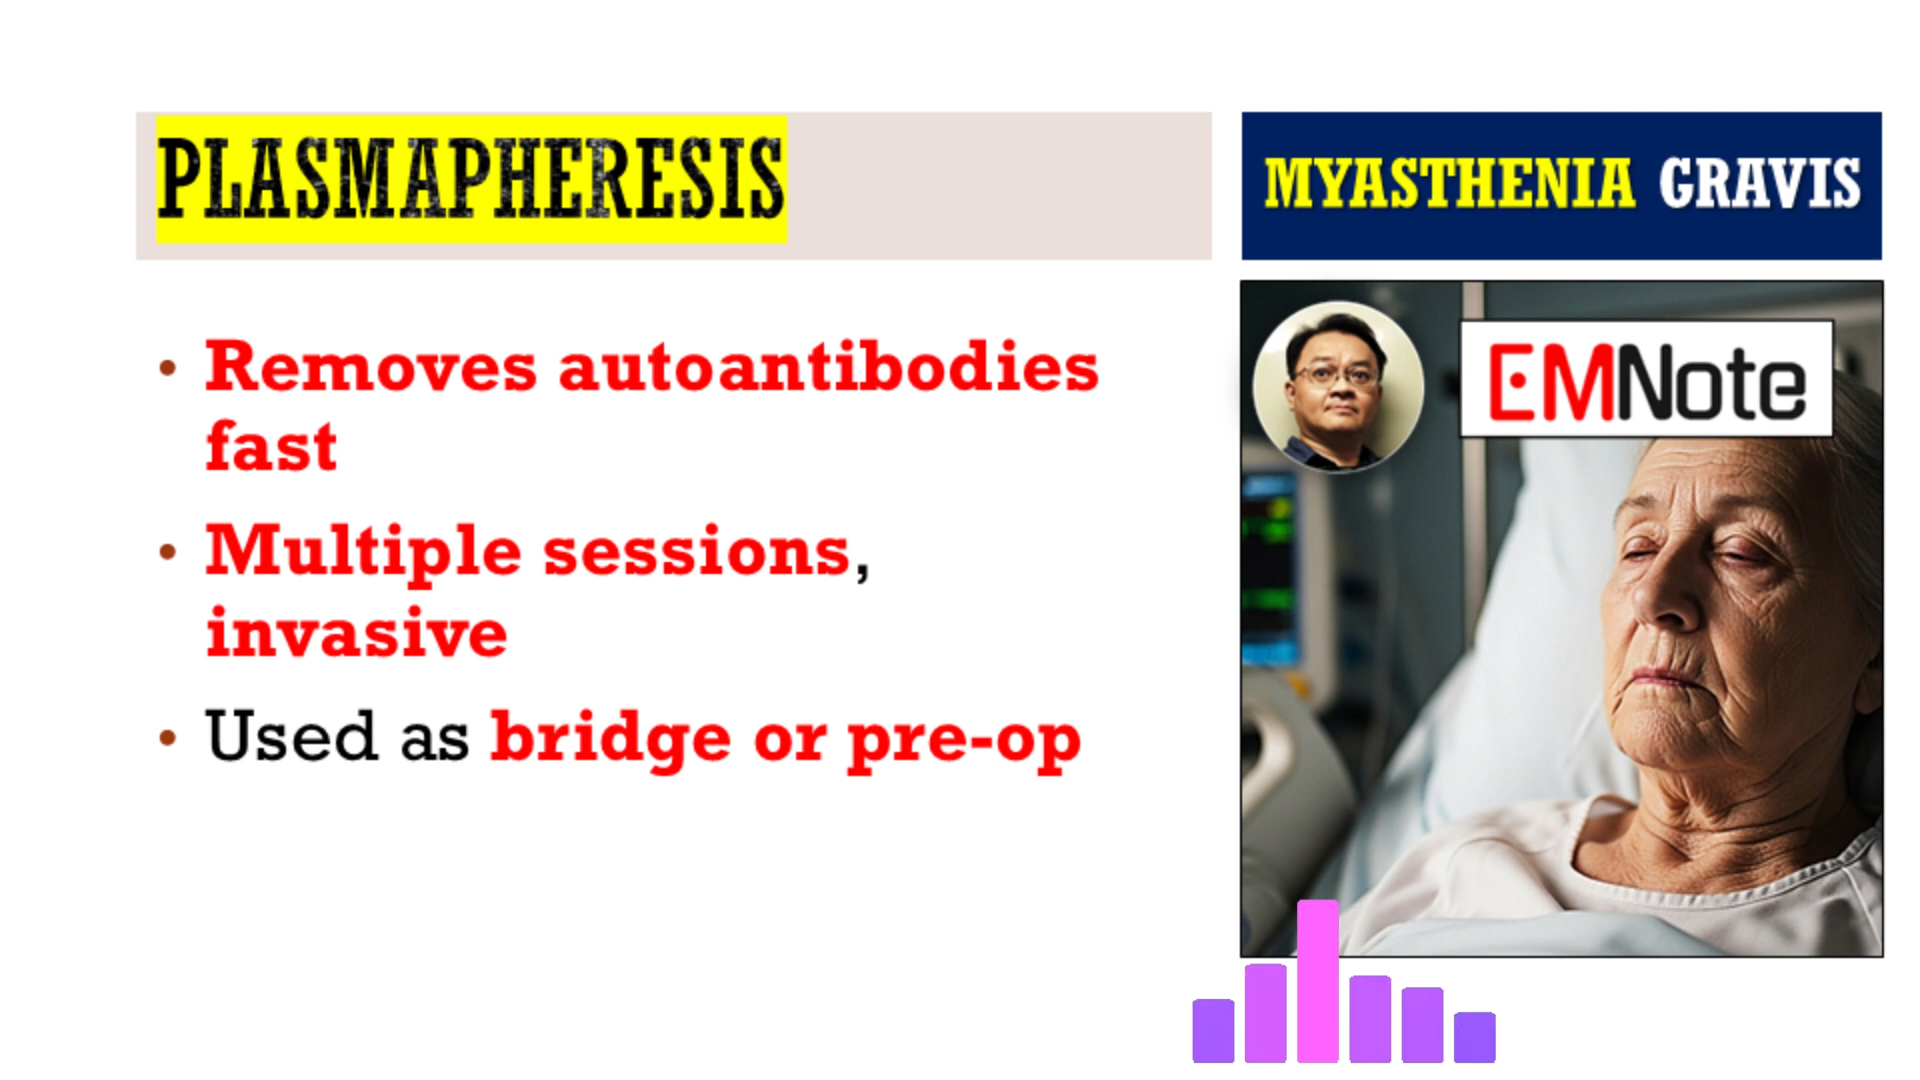 PLASMAPHERESIS
MYASTHENIA GRAVIS
EMNote
• Removes autoantibodies
fast
• Multiple sessions,
invasive
• Used as bridge or pre-op